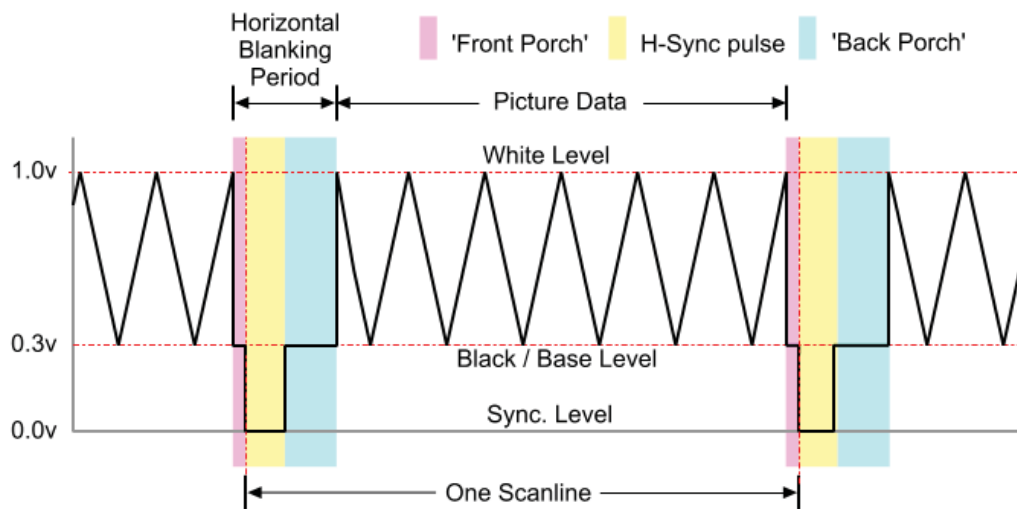 Horizontal
Blanking
Period
'Front Porch'
H-Sync pulse
'Back Porch'
Picture Data
1.0v
White Level
0.3v
Black / Base Level
0.0v
Sync. Level
One Scanline